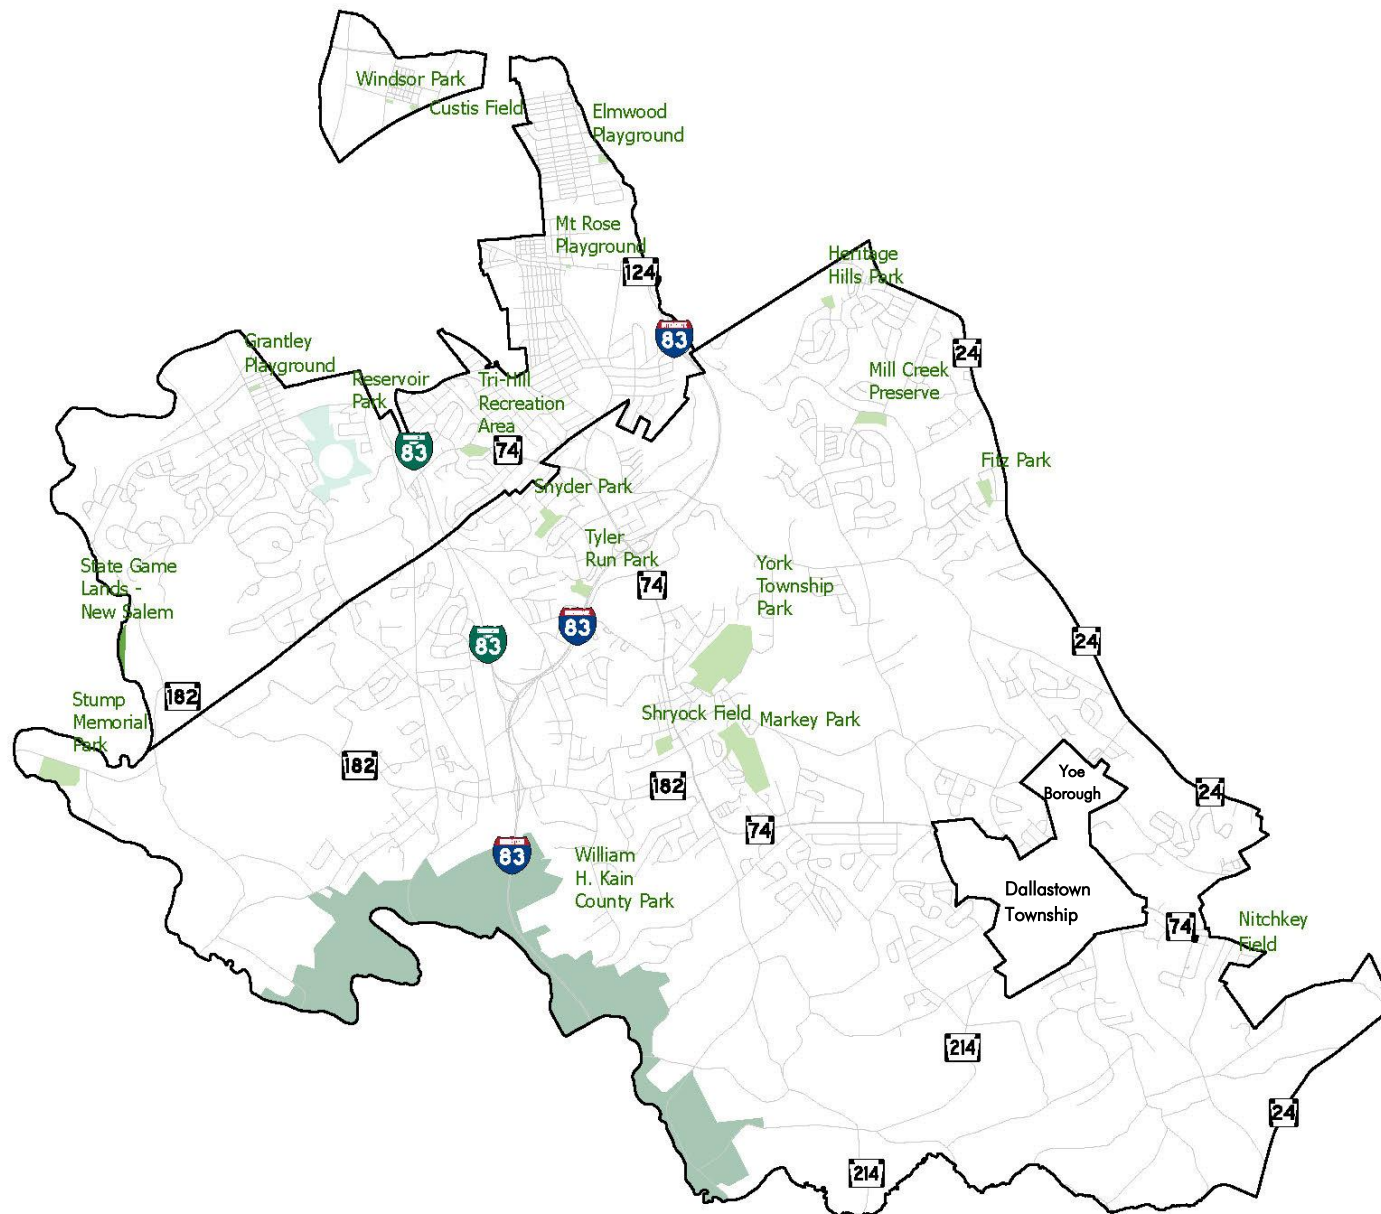 Windsor Park
Custis Field
Elmwood
Playground
Mt Rose
Playground
124
Heritage
Hills Park
83
24
Grantley
Playground
Reservoir
Park
Tri-Hill
Recreation
Area
Mill Creek
Preserve
83
74
Fitz Park
Snyder Park
Tyler
Run Park
York
Township
Park
State Game
Lands -
New Salem
74
83
83
24
182
Stump
Memorial
Park
Shryock Field
Markey Park
182
182
Yoe
Borough
24
74
83
William
H. Kain
County Park
Dallastown
Township
74
Nitchkey
Field
214
24
214